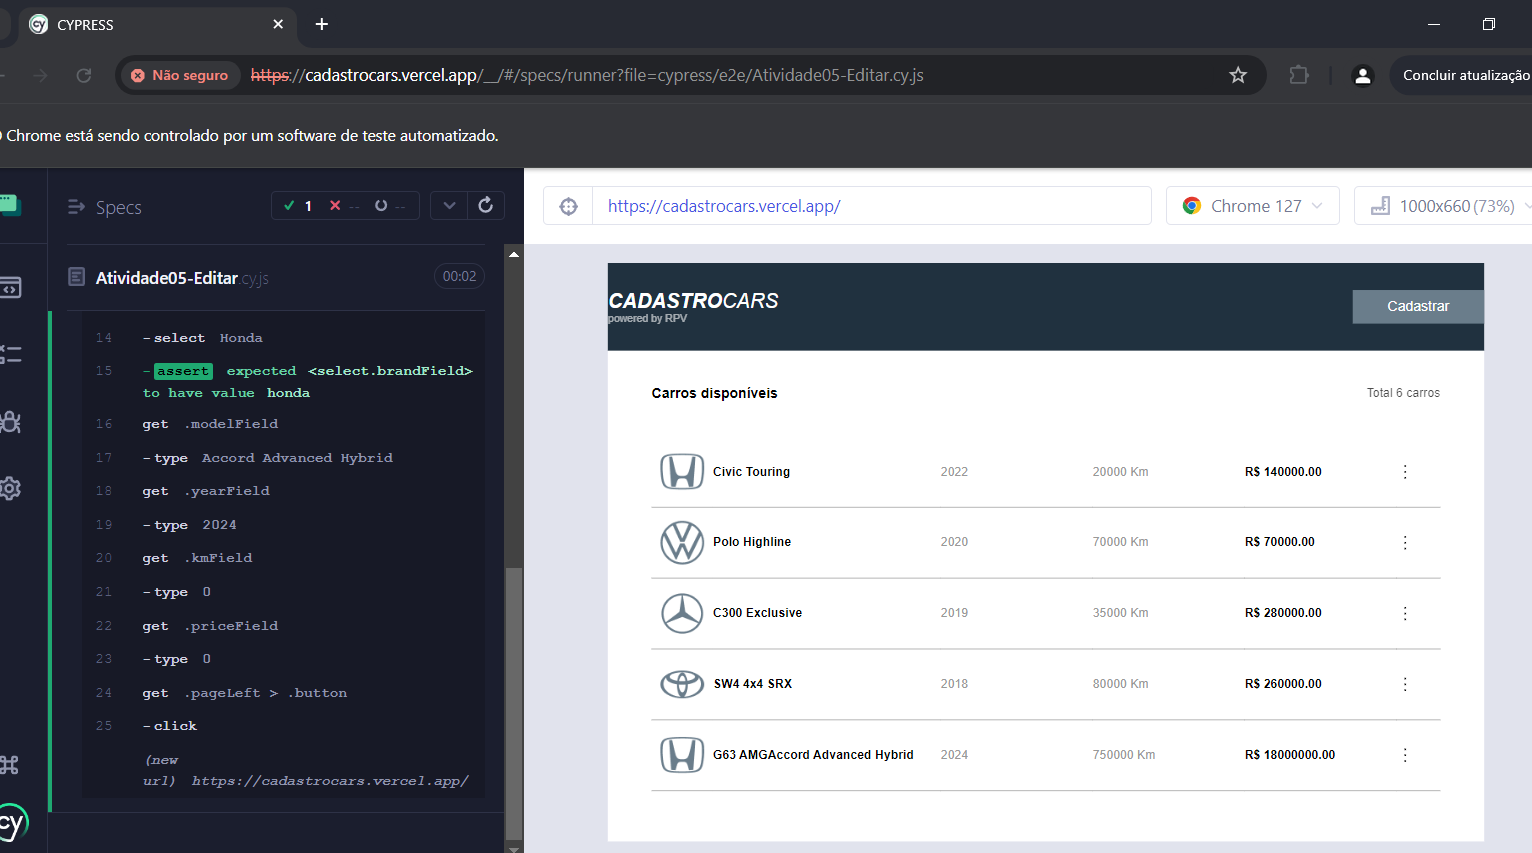 CYPRESS
Não seguro
https://cadastrocars.vercel.app/__/#/specs/runner?file=cypress/e2e/Atividade05-Editar.cy.js
Concluir atualização
Chrome está sendo controlado por um software de teste automatizado.
Specs
1
--
--
https://cadastrocars.vercel.app/
Chrome 127
1000x660 (73%)
Atividade05-Editar.cy.js
00:02
14 -select Honda
15 -assert expected <select.brandField>
to have value honda
16 get .modelField
17 -type Accord Advanced Hybrid
18 get .yearField
19 -type 2024
20 get .kmField
21 -type 0
22 get .priceField
23 -type 0
24 get .pageLeft > .button
25 -click
(new
url) https://cadastrocars.vercel.app/
cy
CADASTROCARS
powered by RPV
Cadastrar
Carros disponíveis
Total 6 carros
Civic Touring 2022 20000 Km R$ 140000.00
Polo Highline 2020 70000 Km R$ 70000.00
C300 Exclusive 2019 35000 Km R$ 280000.00
SW4 4x4 SRX 2018 80000 Km R$ 260000.00
G63 AMGAccord Advanced Hybrid 2024 750000 Km R$ 18000000.00